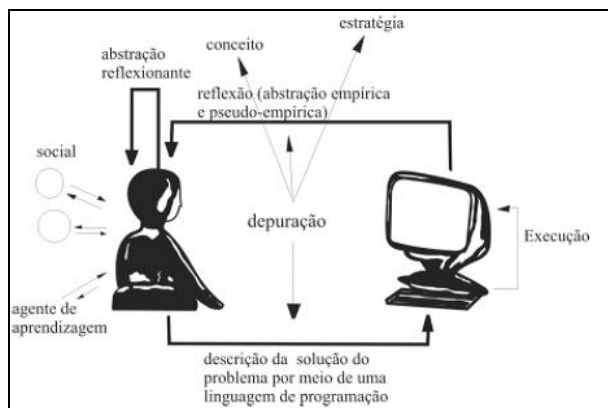 estratégia
conceito
abstração
reflexionante
reflexão (abstração empírica
e pseudo-empírica)
social
depuração
Execução
agente de
aprendizagem
descrição da solução do
problema por meio de uma
linguagem de programação